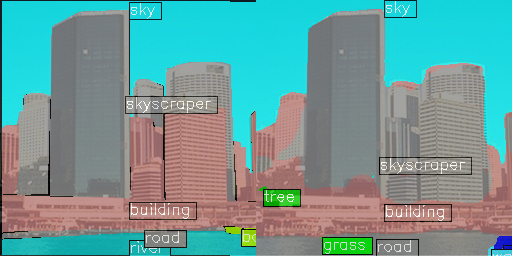 sky
sky
skyscraper
skyscraper
tree
building
building
road
river
grass
road